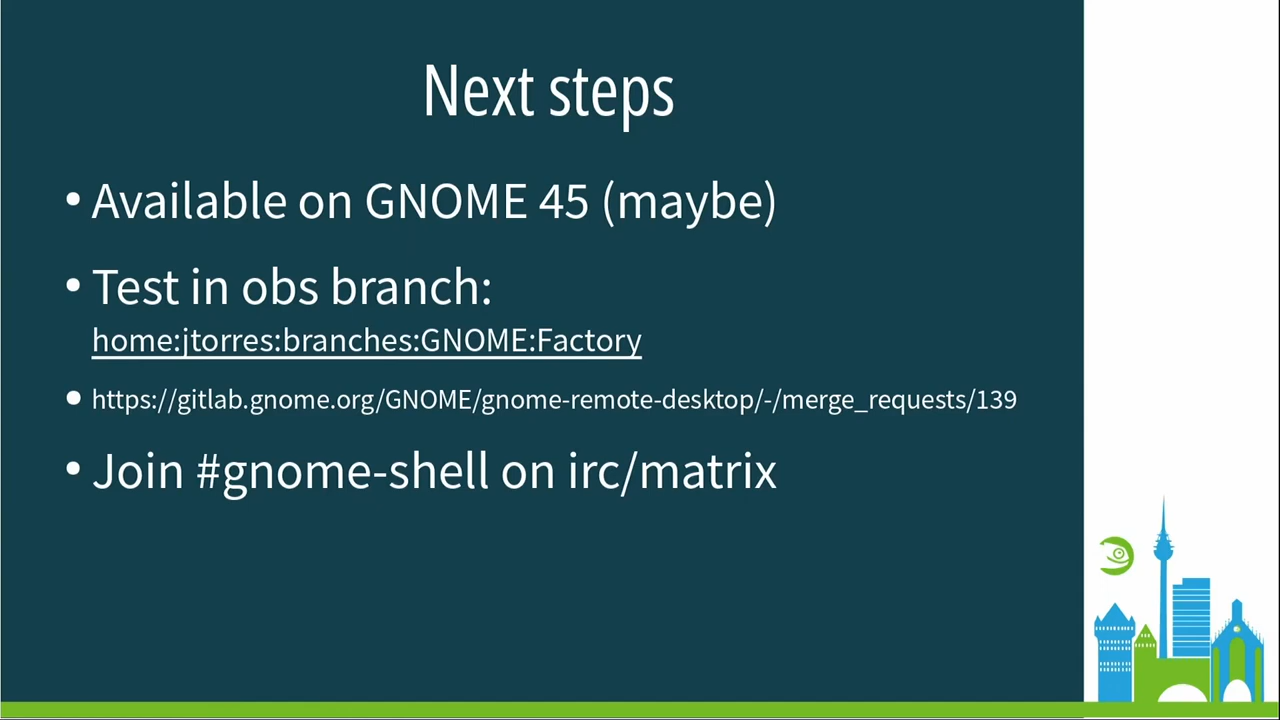 Next steps
• Available on GNOME 45 (maybe)
• Test in obs branch:
home:jtorres:branches:GNOME:Factory
• https://gitlab.gnome.org/GNOME/gnome-remote-desktop/-/merge_requests/139
• Join #gnome-shell on irc/matrix